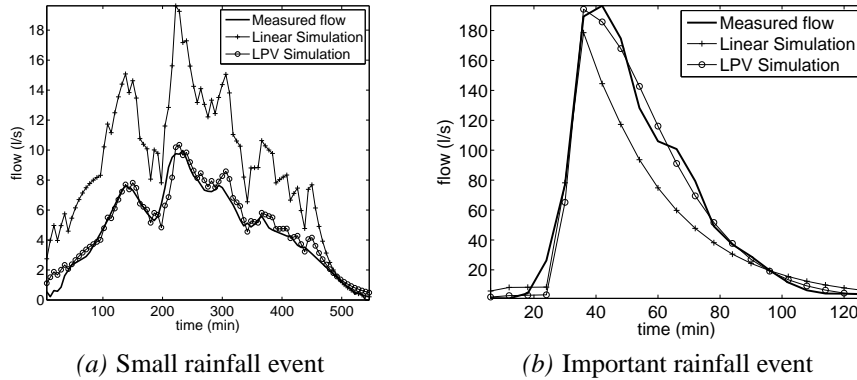 Measured flow
Linear Simulation
LPV Simulation
18
16
14
12
10
8
6
4
2
0
flow (l/s)
100 200 300 400 500
time (min)
(a) Small rainfall event
Measured flow
Linear Simulation
LPV Simulation
180
160
140
120
100
80
60
40
20
flow (l/s)
20 40 60 80 100 120
time (min)
(b) Important rainfall event